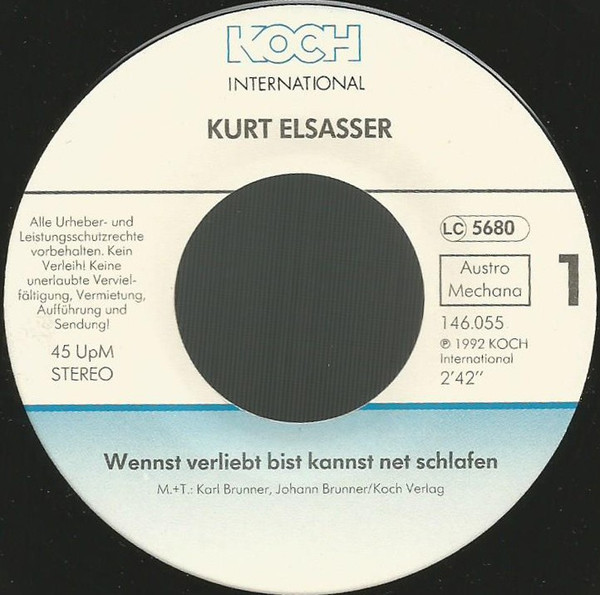 KOCH
INTERNATIONAL
KURT ELSASSER
Alle Urheber- und
Leistungsschutzrechte
vorbehalten. Kein
Verleih! Keine
unerlaubte Verviel-
fältigung, Vermietung,
Aufführung und
Sendung!
45 UpM
STEREO
LC 5680
Austro
Mechana
1
146.055
℗ 1992 KOCH
International
2'42"
Wennst verliebt bist kannst net schlafen
M.+T.: Karl Brunner, Johann Brunner/Koch Verlag